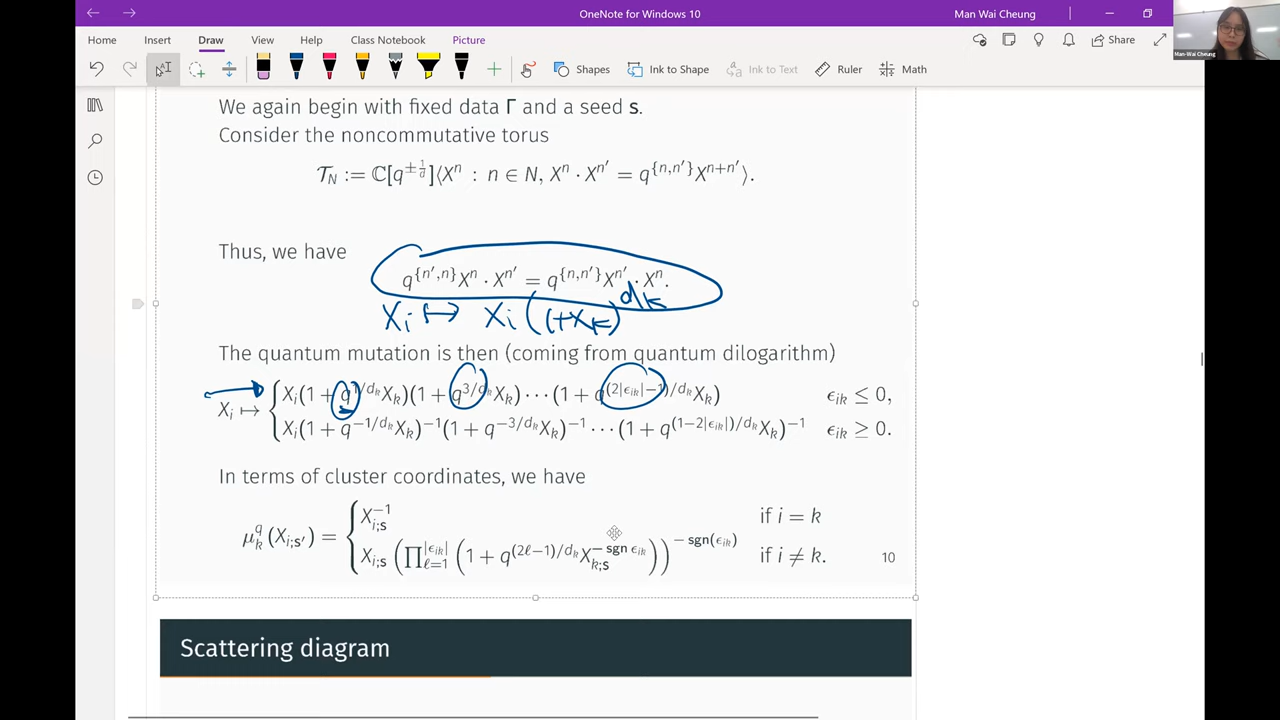 OneNote for Windows 10
Man Wai Cheung
Home Insert Draw View Help Class Notebook Picture
Share
Shapes Ink to Shape Ink to Text Ruler Math
Man-Wai Cheung
We again begin with fixed data Γ and a seed s.
Consider the noncommutative torus
𝒯_N := ℂ[q^{±1/d}]⟨X^n : n ∈ N, X^n · X^{n'} = q^{{n,n'}}X^{n+n'}⟩.
Thus, we have
q^{{n',n}}X^n · X^{n'} = q^{{n,n'}}X^{n'} · X^n.
X_i ↦ X_i (1+X_k)
The quantum mutation is then (coming from quantum dilogarithm)
X_i ↦ { X_i(1 + q^{1/d_k}X_k)(1 + q^{3/d_k}X_k) ··· (1 + q^{(2|ϵ_{ik}|−1)/d_k}X_k) ϵ_{ik} ≤ 0,
X_i(1 + q^{−1/d_k}X_k)^{−1}(1 + q^{−3/d_k}X_k)^{−1} ··· (1 + q^{(1−2|ϵ_{ik}|)/d_k}X_k)^{−1} ϵ_{ik} ≥ 0.
In terms of cluster coordinates, we have
μ_k^q (X_{i;s'}) = { X_{i;s}^{−1} if i = k
X_{i;s} (∏_{ℓ=1}^{|ϵ_{ik}|} (1 + q^{(2ℓ−1)/d_k}X_{k;s}^{− sgn ϵ_{ik}}))^{− sgn(ϵ_{ik})} if i ≠ k.
10
Scattering diagram